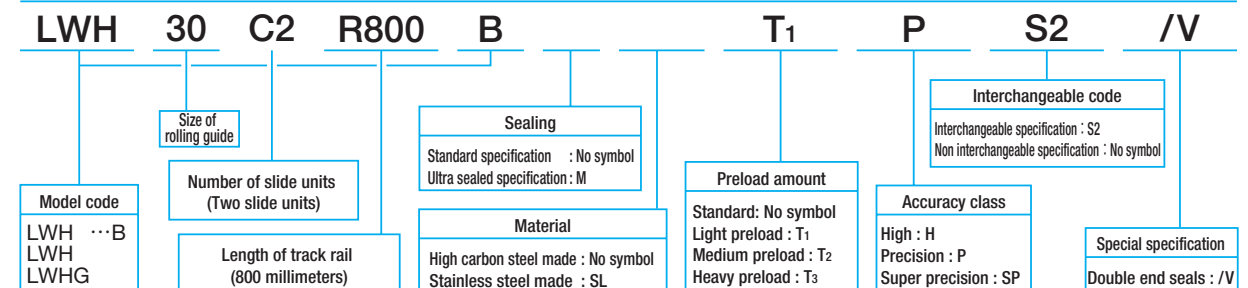 LWH 30 C2 R800 B T₁ P S2 /V
Size of
rolling guide
Number of slide units
(Two slide units)
Model code
LWH …B
LWH
LWHG
Length of track rail
(800 millimeters)
Sealing
Standard specification : No symbol
Ultra sealed specification : M
Material
High carbon steel made : No symbol
Stainless steel made : SL
Preload amount
Standard: No symbol
Light preload : T₁
Medium preload : T₂
Heavy preload : T₃
Interchangeable code
Interchangeable specification : S2
Non interchangeable specification : No symbol
Accuracy class
High : H
Precision : P
Super precision : SP
Special specification
Double end seals : /V